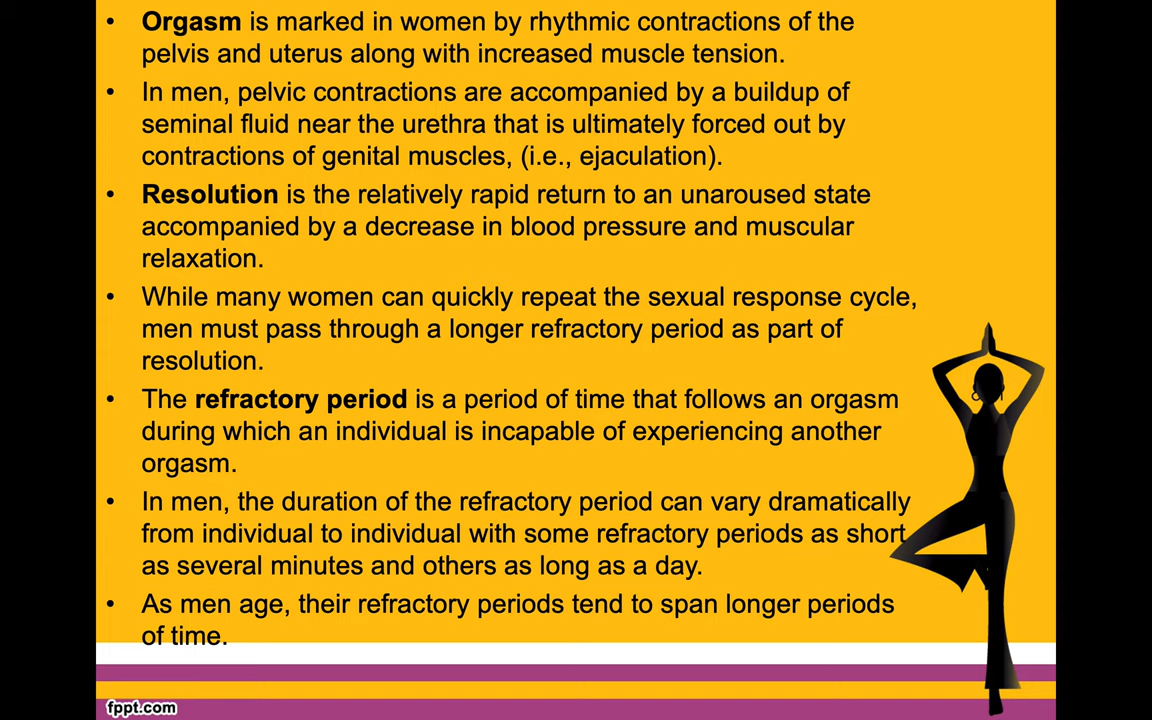 • Orgasm is marked in women by rhythmic contractions of the
pelvis and uterus along with increased muscle tension.
• In men, pelvic contractions are accompanied by a buildup of
seminal fluid near the urethra that is ultimately forced out by
contractions of genital muscles, (i.e., ejaculation).
• Resolution is the relatively rapid return to an unaroused state
accompanied by a decrease in blood pressure and muscular
relaxation.
• While many women can quickly repeat the sexual response cycle,
men must pass through a longer refractory period as part of
resolution.
• The refractory period is a period of time that follows an orgasm
during which an individual is incapable of experiencing another
orgasm.
• In men, the duration of the refractory period can vary dramatically
from individual to individual with some refractory periods as short
as several minutes and others as long as a day.
• As men age, their refractory periods tend to span longer periods
of time.
fppt.com